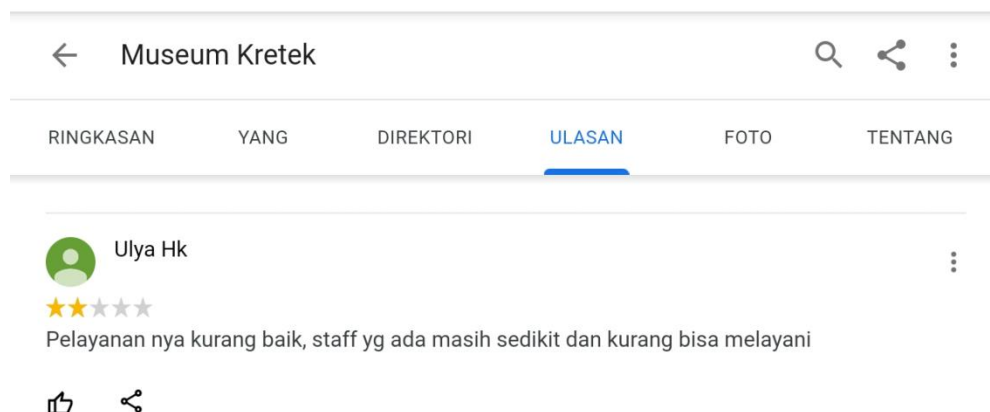 Museum Kretek
RINGKASAN YANG DIREKTORI ULASAN FOTO TENTANG
Ulya Hk
Pelayanan nya kurang baik, staff yg ada masih sedikit dan kurang bisa melayani